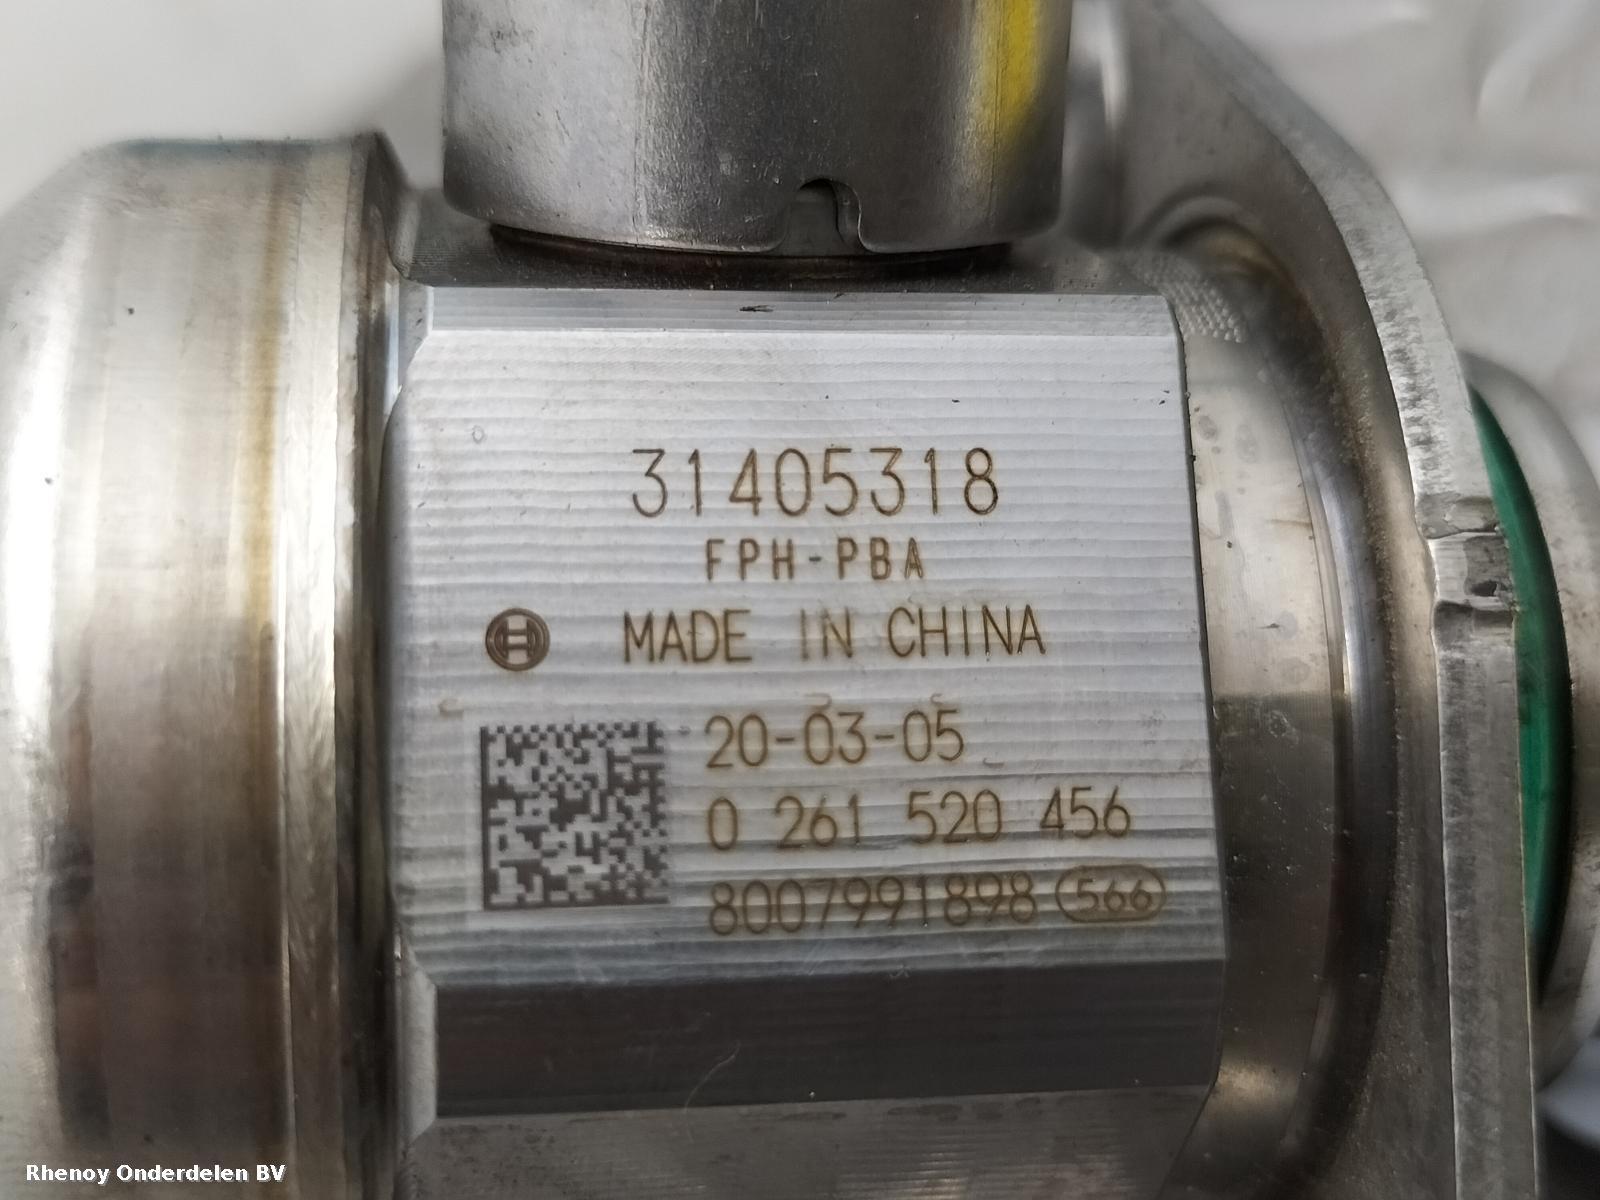 31405318
FPH-PBA
MADE IN CHINA
20-03-05
0 261 520 456
8007991898 566
Rhenoy Onderdelen BV